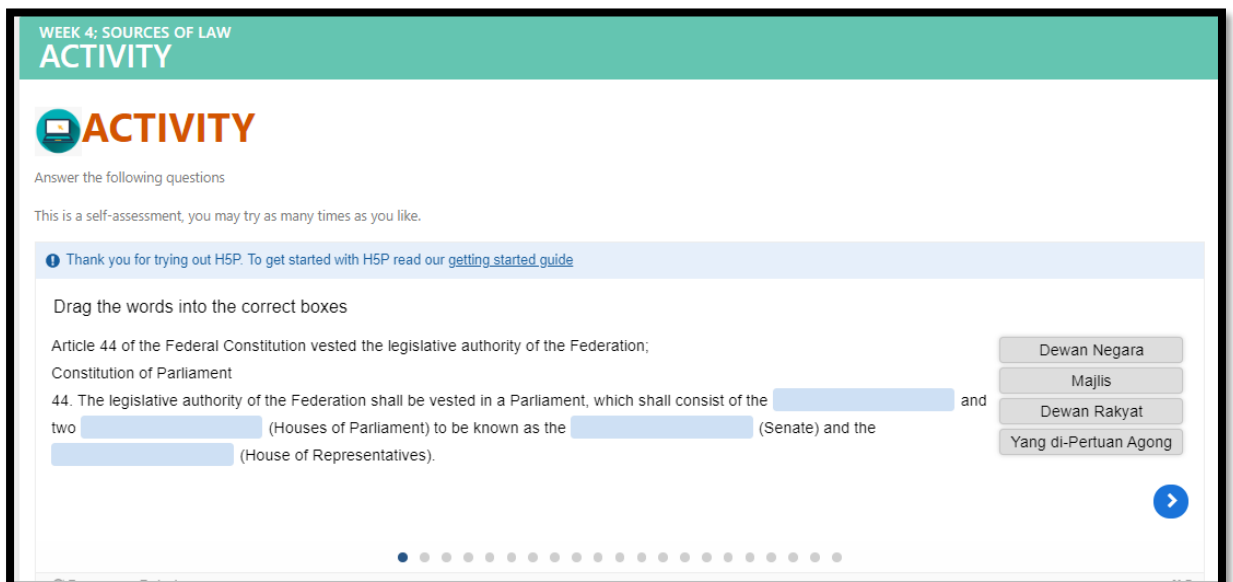 WEEK 4; SOURCES OF LAW
ACTIVITY
ACTIVITY
Answer the following questions
This is a self-assessment, you may try as many times as you like.
Thank you for trying out H5P. To get started with H5P read our getting started guide
Drag the words into the correct boxes
Article 44 of the Federal Constitution vested the legislative authority of the Federation;
Constitution of Parliament
44. The legislative authority of the Federation shall be vested in a Parliament, which shall consist of the and
two (Houses of Parliament) to be known as the (Senate) and the
(House of Representatives).
Dewan Negara
Majlis
Dewan Rakyat
Yang di-Pertuan Agong